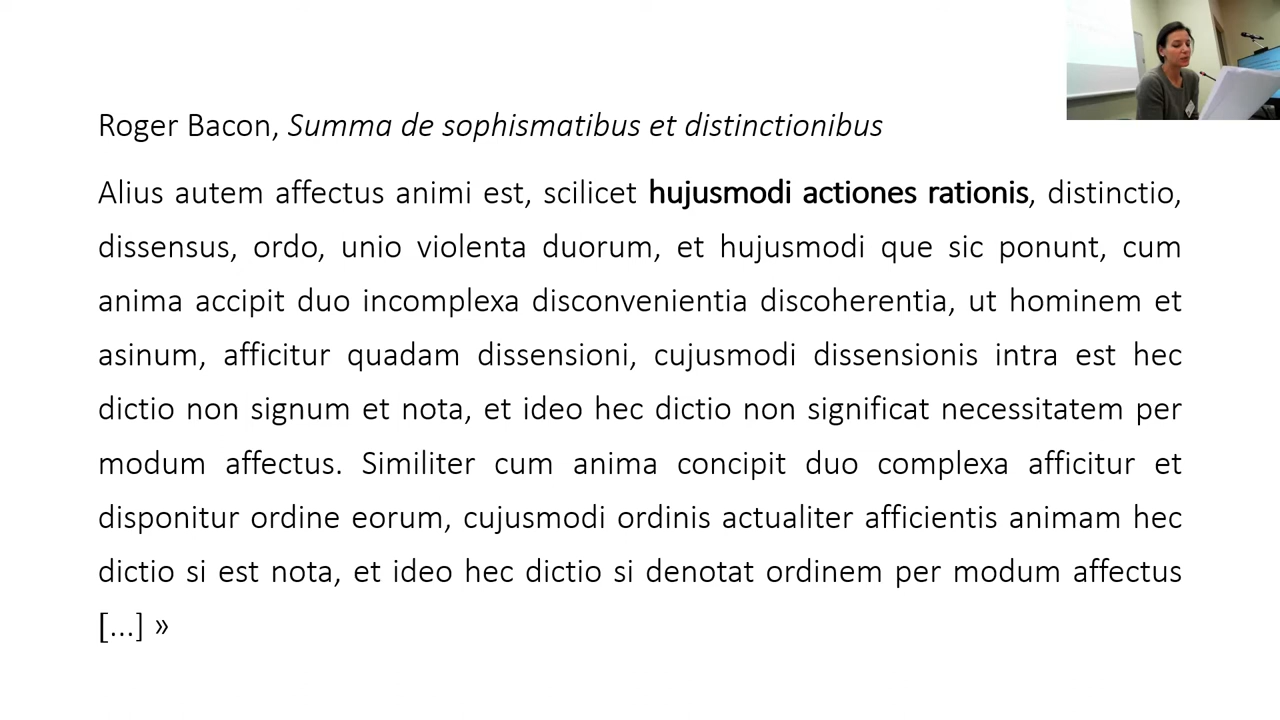 Roger Bacon, Summa de sophismatibus et distinctionibus
Alius autem affectus animi est, scilicet hujusmodi actiones rationis, distinctio,
dissensus, ordo, unio violenta duorum, et hujusmodi que sic ponunt, cum
anima accipit duo incomplexa disconvenientia discoherentia, ut hominem et
asinum, afficitur quadam dissensioni, cujusmodi dissensionis intra est hec
dictio non signum et nota, et ideo hec dictio non significat necessitatem per
modum affectus. Similiter cum anima concipit duo complexa afficitur et
disponitur ordine eorum, cujusmodi ordinis actualiter afficientis animam hec
dictio si est nota, et ideo hec dictio si denotat ordinem per modum affectus
[...] »